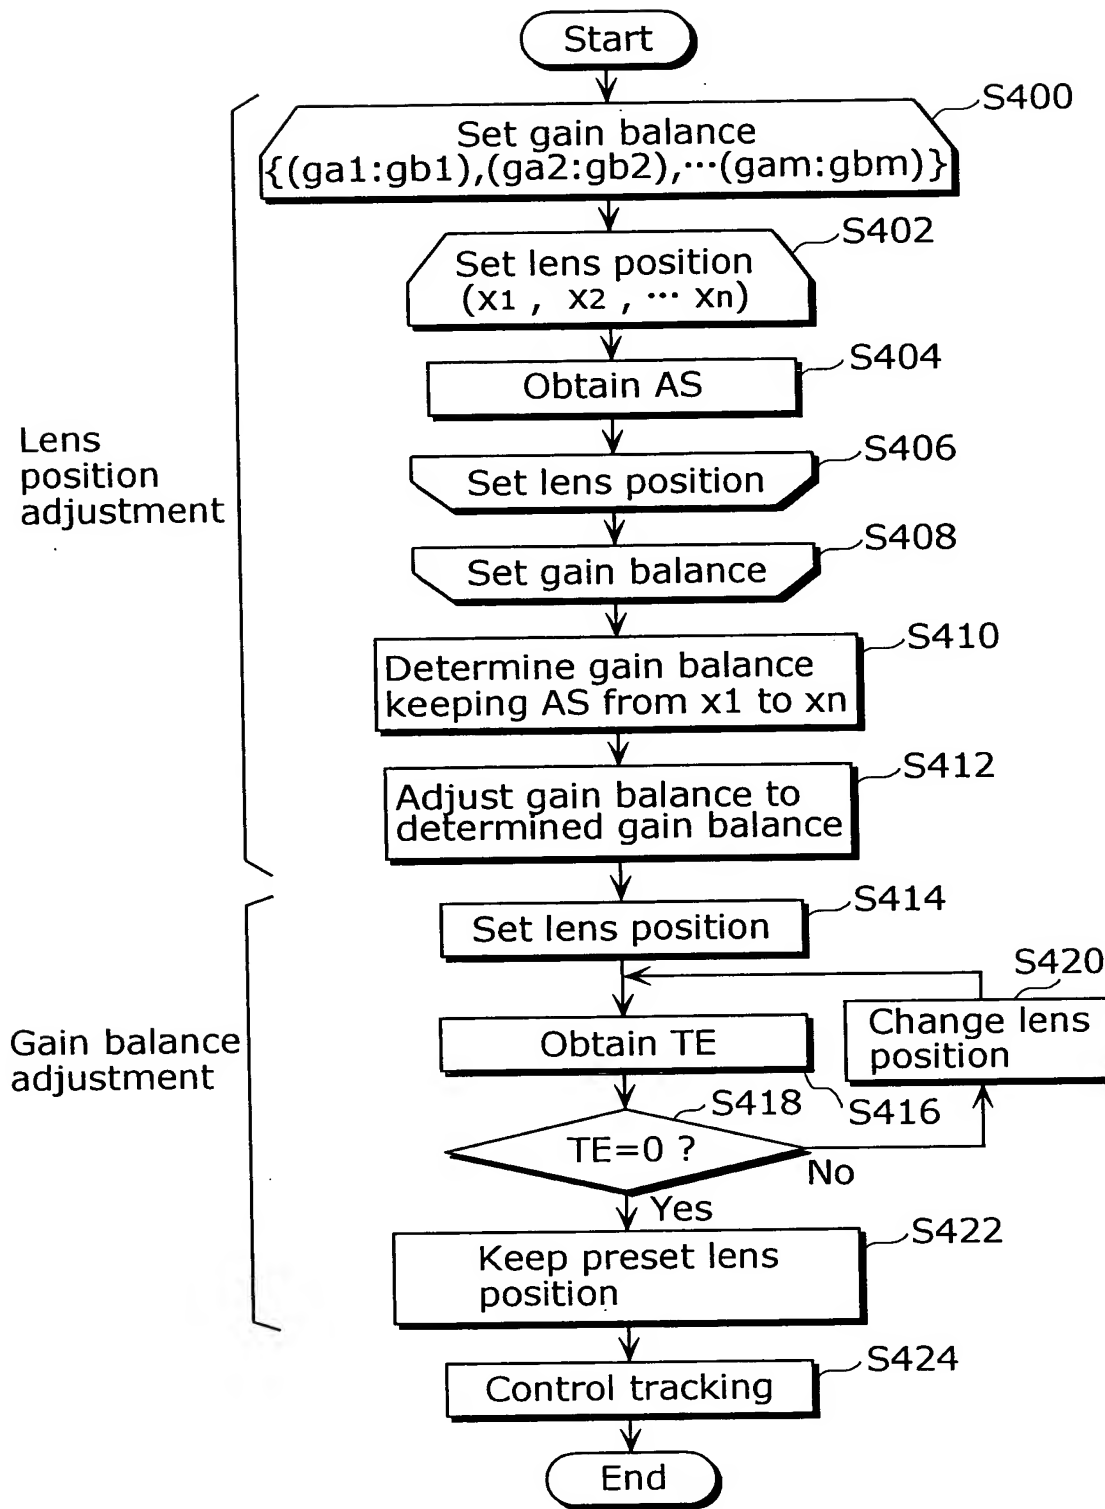 Start
S400
Set gain balance
{(ga1:gb1),(ga2:gb2),···(gam:gbm)}
S402
Set lens position
(x1 , x2 , ··· xn)
S404
Obtain AS
S406
Set lens position
S408
Set gain balance
Lens
position
adjustment
S410
Determine gain balance
keeping AS from x1 to xn
S412
Adjust gain balance to
determined gain balance
S414
Set lens position
S420
Change lens
position
Gain balance
adjustment
Obtain TE
S416
S418
TE=0 ?
No
Yes
S422
Keep preset lens
position
S424
Control tracking
End